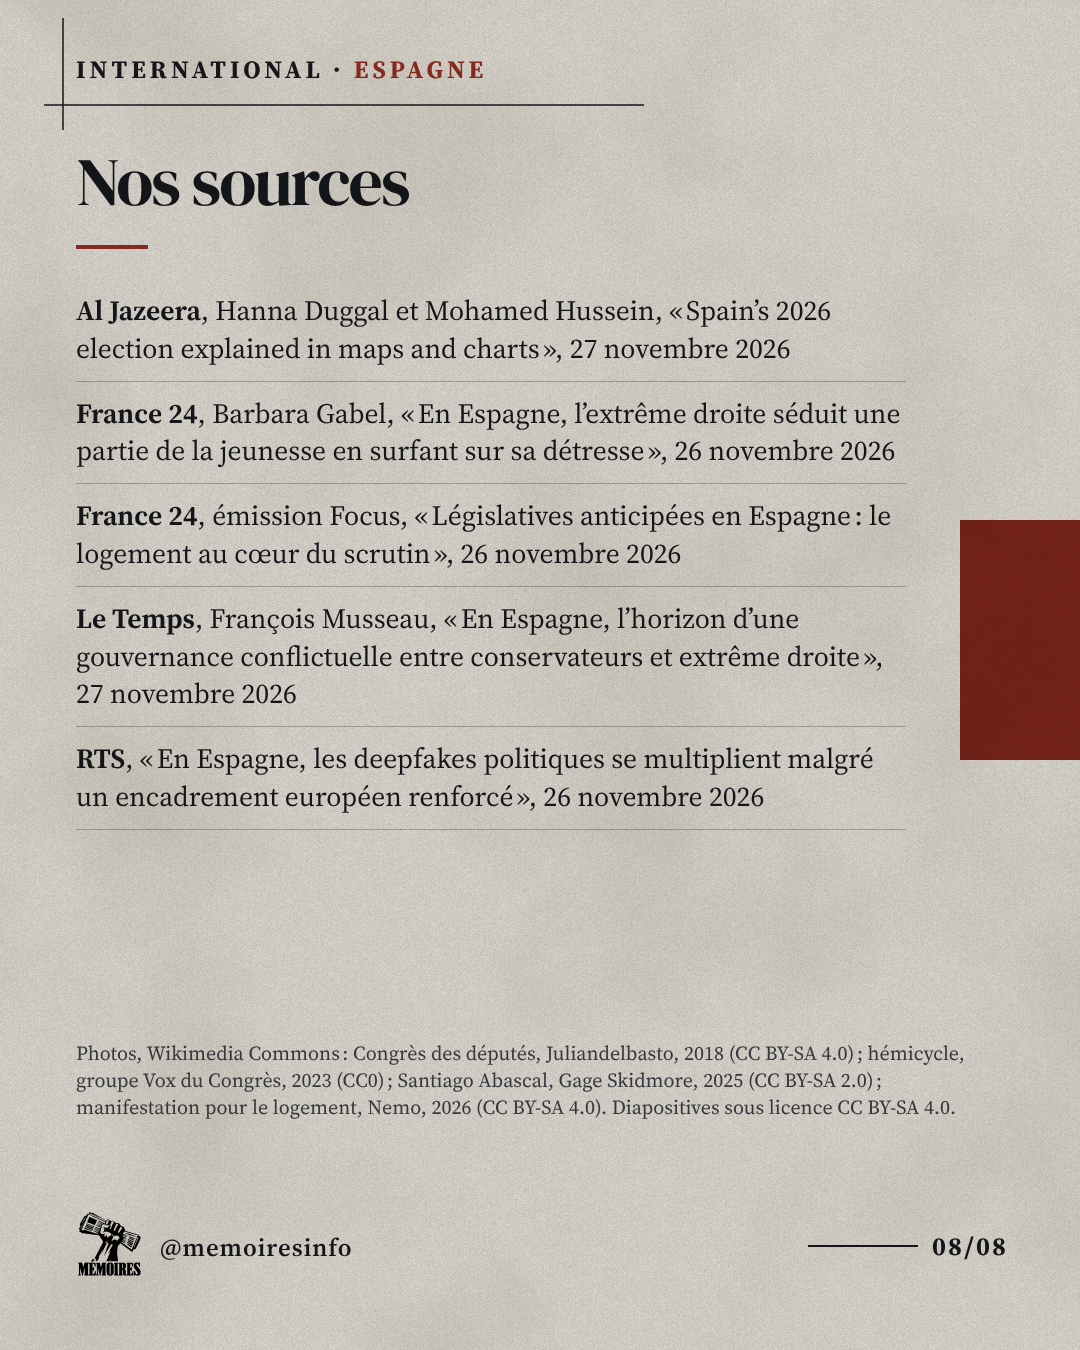 INTERNATIONAL · ESPAGNE
Nos sources
Al Jazeera, Hanna Duggal et Mohamed Hussein, « Spain’s 2026
election explained in maps and charts », 27 novembre 2026
France 24, Barbara Gabel, « En Espagne, l’extrême droite séduit une
partie de la jeunesse en surfant sur sa détresse », 26 novembre 2026
France 24, émission Focus, « Législatives anticipées en Espagne : le
logement au cœur du scrutin », 26 novembre 2026
Le Temps, François Musseau, « En Espagne, l’horizon d’une
gouvernance conflictuelle entre conservateurs et extrême droite »,
27 novembre 2026
RTS, « En Espagne, les deepfakes politiques se multiplient malgré
un encadrement européen renforcé », 26 novembre 2026
Photos, Wikimedia Commons : Congrès des députés, Juliandelbasto, 2018 (CC BY-SA 4.0) ; hémicycle,
groupe Vox du Congrès, 2023 (CC0) ; Santiago Abascal, Gage Skidmore, 2025 (CC BY-SA 2.0) ;
manifestation pour le logement, Nemo, 2026 (CC BY-SA 4.0). Diapositives sous licence CC BY-SA 4.0.
MÉMOIRES
@memoiresinfo
08/08